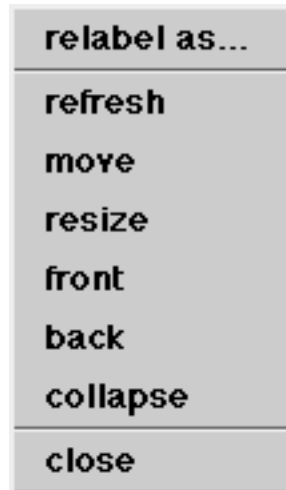 relabel as...
refresh
move
resize
front
back
collapse
close